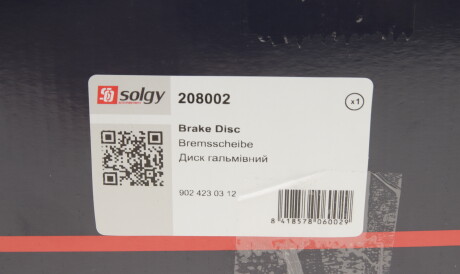 solgy
208002
x1
Brake Disc
Bremsscheibe
Диск гальмівний
902 423 03 12
8 418578 060029